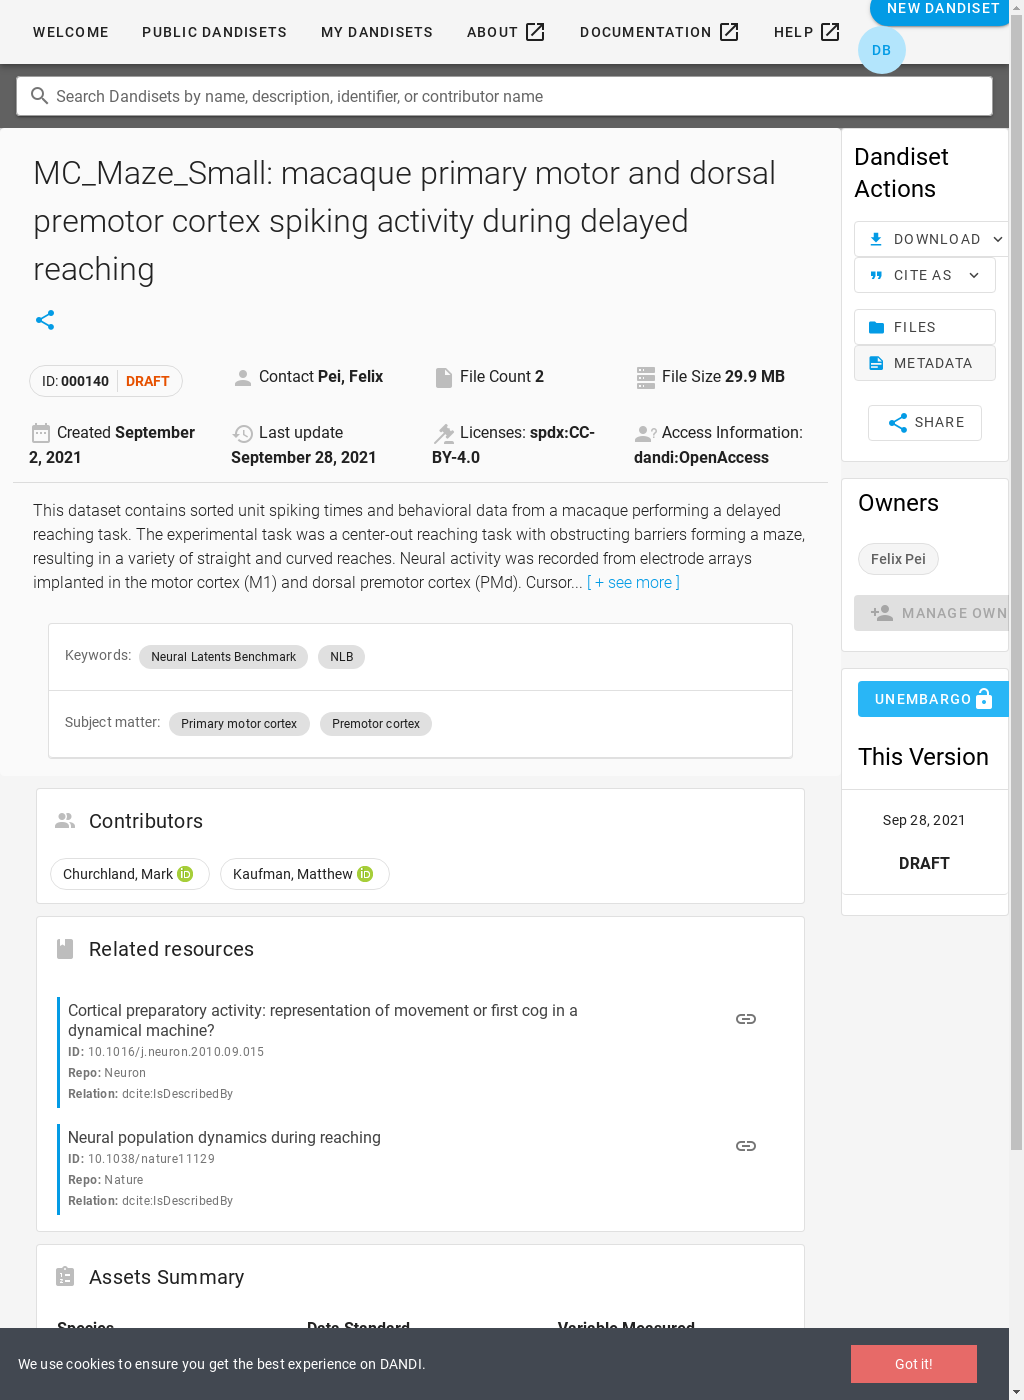 WELCOME
PUBLIC DANDISETS
MY DANDISETS
ABOUT
DOCUMENTATION
HELP
NEW DANDISET
DB
Search Dandisets by name, description, identifier, or contributor name
MC_Maze_Small: macaque primary motor and dorsal
premotor cortex spiking activity during delayed
reaching
ID: 000140 DRAFT
Contact Pei, Felix
File Count 2
File Size 29.9 MB
Created September
2, 2021
Last update
September 28, 2021
Licenses: spdx:CC-
BY-4.0
Access Information:
dandi:OpenAccess
This dataset contains sorted unit spiking times and behavioral data from a macaque performing a delayed
reaching task. The experimental task was a center-out reaching task with obstructing barriers forming a maze,
resulting in a variety of straight and curved reaches. Neural activity was recorded from electrode arrays
implanted in the motor cortex (M1) and dorsal premotor cortex (PMd). Cursor... [ + see more ]
Keywords: Neural Latents Benchmark NLB
Subject matter: Primary motor cortex Premotor cortex
Contributors
Churchland, Mark iD
Kaufman, Matthew iD
Related resources
Cortical preparatory activity: representation of movement or first cog in a
dynamical machine?
ID: 10.1016/j.neuron.2010.09.015
Repo: Neuron
Relation: dcite:IsDescribedBy
Neural population dynamics during reaching
ID: 10.1038/nature11129
Repo: Nature
Relation: dcite:IsDescribedBy
Assets Summary
Species
Data Standard
Variable Measured
Dandiset
Actions
DOWNLOAD
CITE AS
FILES
METADATA
SHARE
Owners
Felix Pei
MANAGE OWN
UNEMBARGO
This Version
Sep 28, 2021
DRAFT
We use cookies to ensure you get the best experience on DANDI.
Got it!